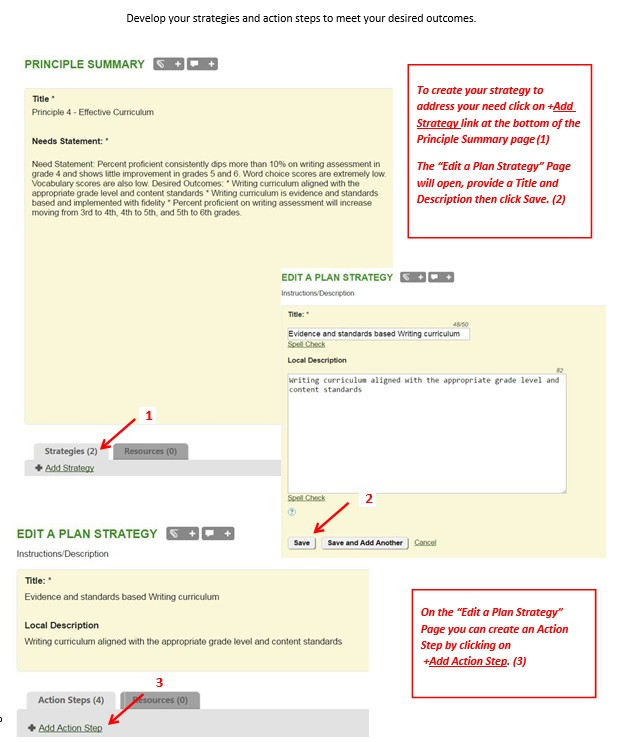 Develop your strategies and action steps to meet your desired outcomes.
PRINCIPLE SUMMARY
Title *
Principle 4 - Effective Curriculum
Needs Statement: *
Need Statement: Percent proficient consistently dips more than 10% on writing assessment in
grade 4 and shows little improvement in grades 5 and 6. Word choice scores are extremely low.
Vocabulary scores are also low. Desired Outcomes: * Writing curriculum aligned with the
appropriate grade level and content standards * Writing curriculum is evidence and standards
based and implemented with fidelity * Percent proficient on writing assessment will increase
moving from 3rd to 4th, 4th to 5th, and 5th to 6th grades.
To create your strategy to
address your need click on +Add
Strategy link at the bottom of the
Principle Summary page (1)
The "Edit a Plan Strategy" Page
will open, provide a Title and
Description then click Save. (2)
1
Strategies (2)
Resources (0)
Add Strategy
EDIT A PLAN STRATEGY
Instructions/Description
Title: *
48/50
Evidence and standards based Writing curriculum
Spell Check
Local Description
82
Writing curriculum aligned with the appropriate grade level and
content standards
Spell Check
2
Save
Save and Add Another
Cancel
EDIT A PLAN STRATEGY
Instructions/Description
Title: *
Evidence and standards based Writing curriculum
Local Description
Writing curriculum aligned with the appropriate grade level and content standards
3
Action Steps (4)
Resources (0)
Add Action Step
On the "Edit a Plan Strategy"
Page you can create an Action
Step by clicking on
+Add Action Step. (3)